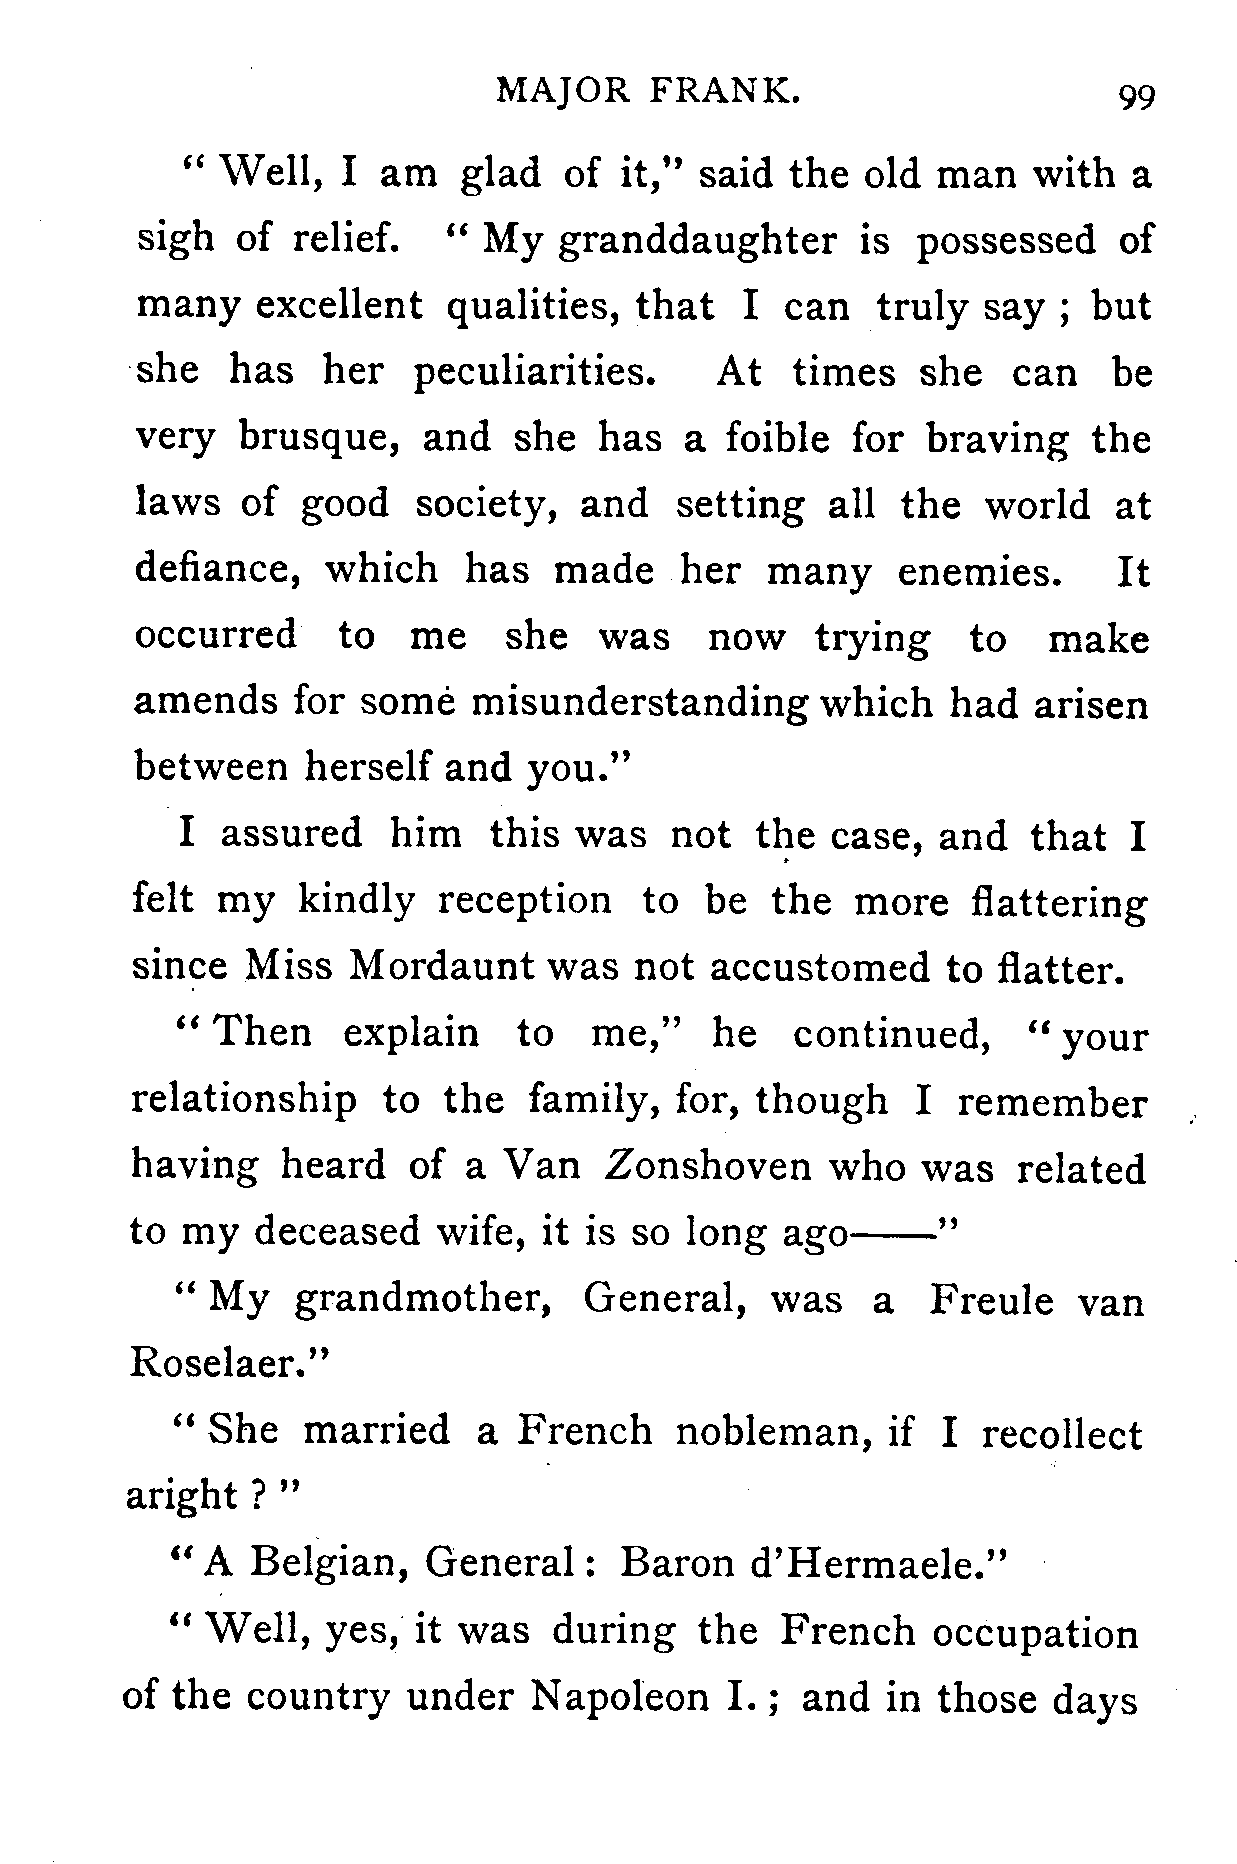 MAJOR FRANK. 99
“ Well, I am glad of it,” said the old man with a
sigh of relief. “ My granddaughter is possessed of
many excellent qualities, that I can truly say ; but
she has her peculiarities. At times she can be
very brusque, and she has a foible for braving the
laws of good society, and setting all the world at
defiance, which has made her many enemies. It
occurred to me she was now trying to make
amends for some misunderstanding which had arisen
between herself and you.”
I assured him this was not the case, and that I
felt my kindly reception to be the more flattering
since Miss Mordaunt was not accustomed to flatter.
“ Then explain to me,” he continued, “ your
relationship to the family, for, though I remember
having heard of a Van Zonshoven who was related
to my deceased wife, it is so long ago——”
“ My grandmother, General, was a Freule van
Roselaer.”
“ She married a French nobleman, if I recollect
aright ? ”
“ A Belgian, General : Baron d’Hermaele.”
“ Well, yes, it was during the French occupation
of the country under Napoleon I. ; and in those days